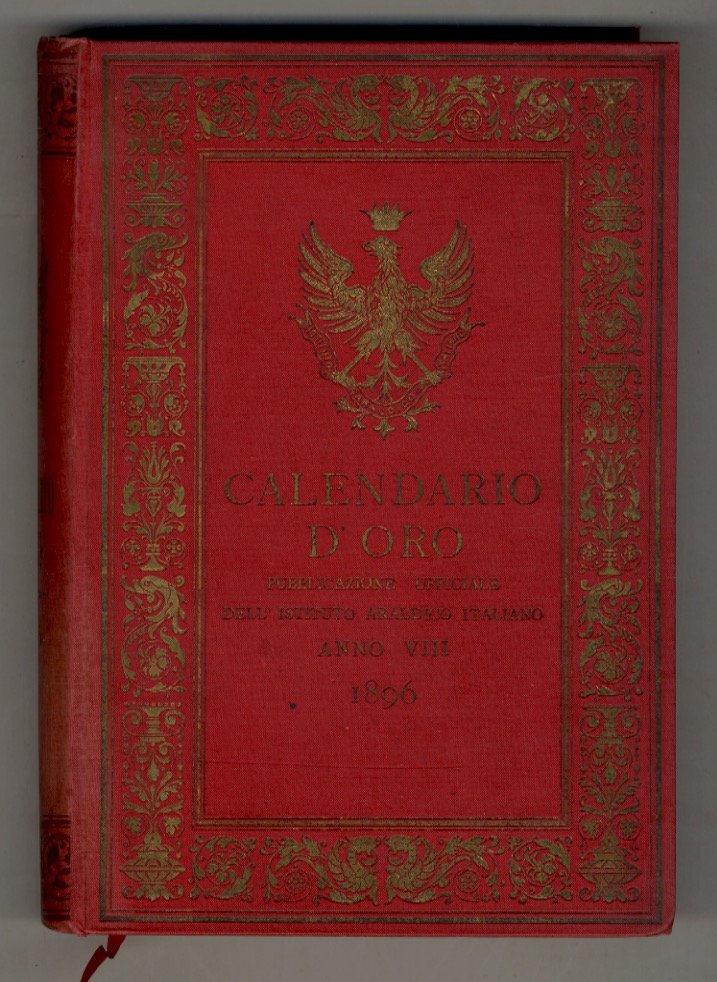 CALENDARIO
D'ORO
PUBBLICAZIONE UFFICIALE
DELL' ISTITUTO ARALDICO ITALIANO
ANNO VIII
1896